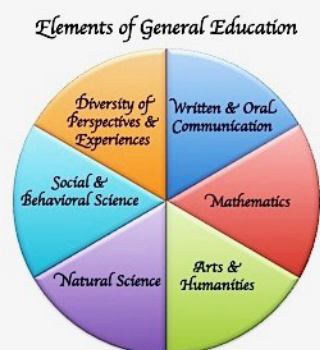 Elements of General Education
Diversity of
Perspectives &
Experiences
Written & Oral
Communication
Social &
Behavioral Science
Mathematics
Natural Science
Arts &
Humanities